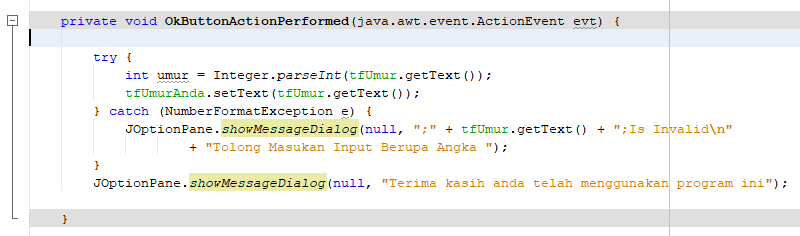 private void OkButtonActionPerformed(java.awt.event.ActionEvent evt) {
try {
int umur = Integer.parseInt(tfUmur.getText());
tfUmurAnda.setText(tfUmur.getText());
} catch (NumberFormatException e) {
JOptionPane.showMessageDialog(null, ";" + tfUmur.getText() + ";Is Invalid\n"
+ "Tolong Masukan Input Berupa Angka ");
}
JOptionPane.showMessageDialog(null, "Terima kasih anda telah menggunakan program ini");
}